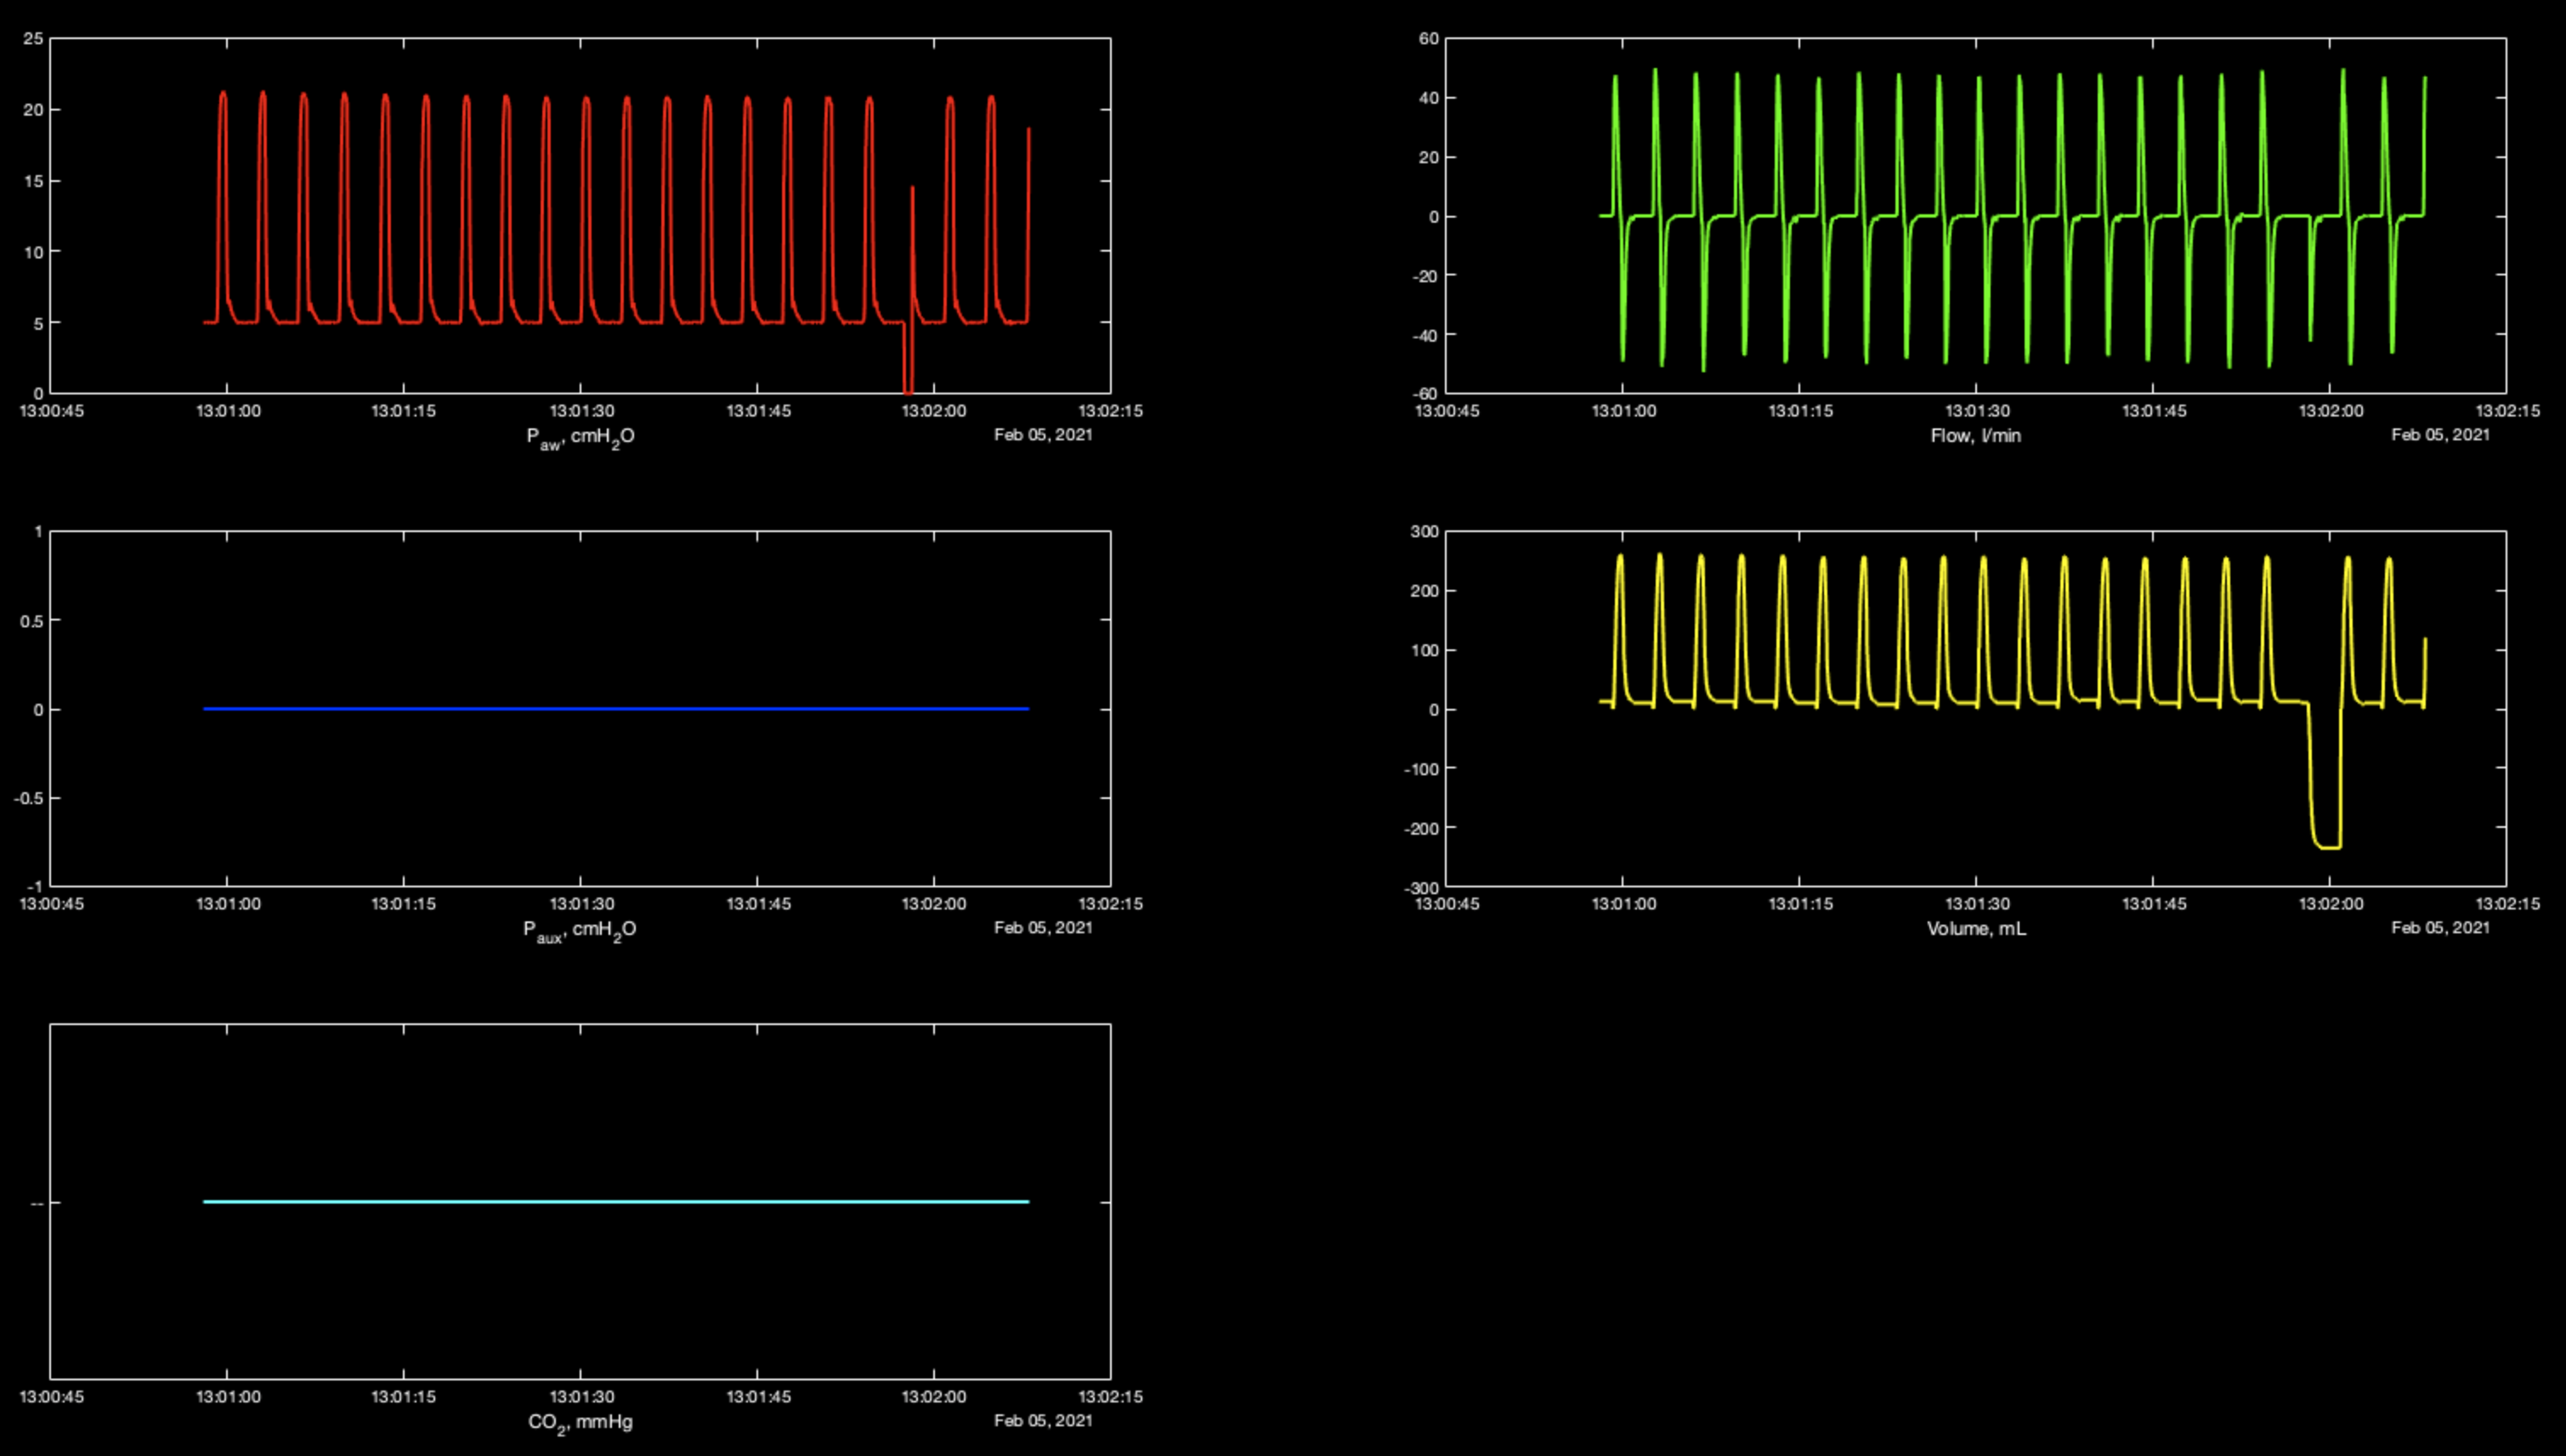 25
20
15
10
5
0
13:00:45 13:01:00 13:01:15 13:01:30 13:01:45 13:02:00 13:02:15
Paw, cmH2O Feb 05, 2021
60
40
20
0
-20
-40
-60
13:00:45 13:01:00 13:01:15 13:01:30 13:01:45 13:02:00 13:02:15
Flow, l/min Feb 05, 2021
1
0.5
0
-0.5
-1
13:00:45 13:01:00 13:01:15 13:01:30 13:01:45 13:02:00 13:02:15
Paux, cmH2O Feb 05, 2021
300
200
100
0
-100
-200
-300
13:00:45 13:01:00 13:01:15 13:01:30 13:01:45 13:02:00 13:02:15
Volume, mL Feb 05, 2021
--
13:00:45 13:01:00 13:01:15 13:01:30 13:01:45 13:02:00 13:02:15
CO2, mmHg Feb 05, 2021